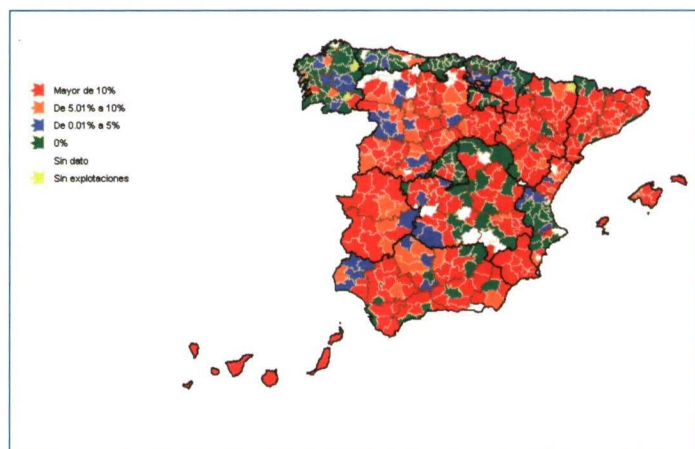 Mayor de 10%
De 5.01% a 10%
De 0.01% a 5%
0%
Sin dato
Sin explotaciones